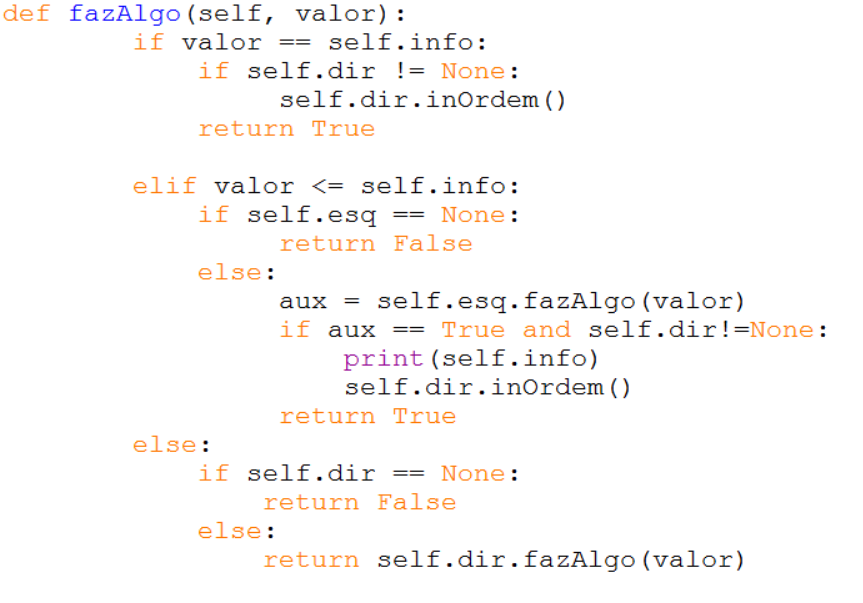 def fazAlgo(self, valor):
        if valor == self.info:
            if self.dir != None:
                 self.dir.inOrdem()
            return True

        elif valor <= self.info:
            if self.esq == None:
                 return False
            else:
                 aux = self.esq.fazAlgo(valor)
                 if aux == True and self.dir!=None:
                     print(self.info)
                     self.dir.inOrdem()
                 return True
        else:
            if self.dir == None:
                return False
            else:
                return self.dir.fazAlgo(valor)